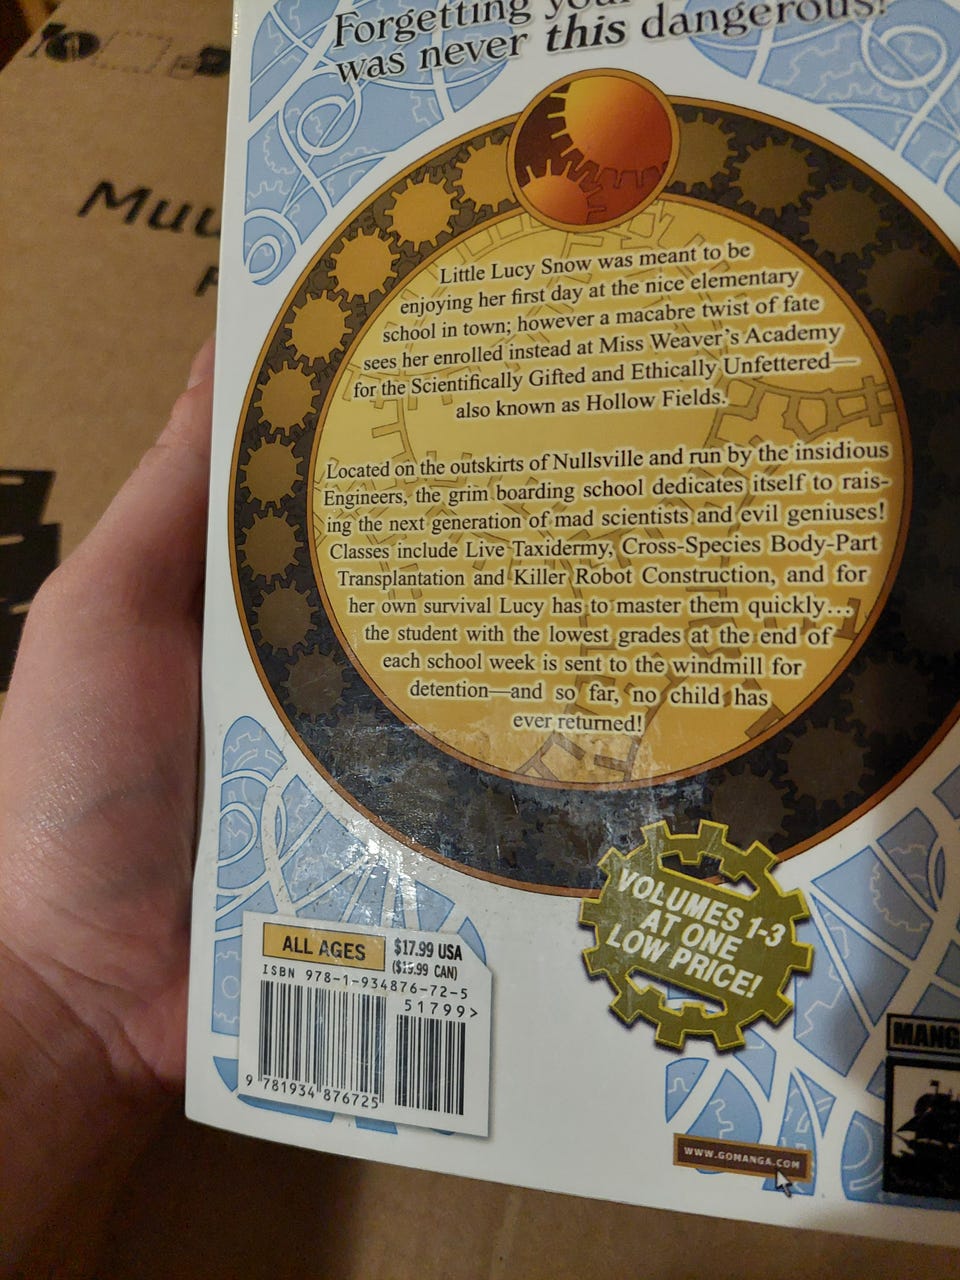 Forgetting
was never this dangerous!
Little Lucy Snow was meant to be
enjoying her first day at the nice elementary
school in town; however a macabre twist of fate
sees her enrolled instead at Miss Weaver's Academy
for the Scientifically Gifted and Ethically Unfettered—
also known as Hollow Fields.
Located on the outskirts of Nullsville and run by the insidious
Engineers, the grim boarding school dedicates itself to rais-
ing the next generation of mad scientists and evil geniuses!
Classes include Live Taxidermy, Cross-Species Body-Part
Transplantation and Killer Robot Construction, and for
her own survival Lucy has to master them quickly...
the student with the lowest grades at the end of
each school week is sent to the windmill for
detention—and so far, no child has
ever returned!
VOLUMES 1-3
AT ONE
LOW PRICE!
ALL AGES
$17.99 USA
($19.99 CAN)
ISBN 978-1-934876-72-5
51799>
9 781934 876725
WWW.GOMANGA.COM